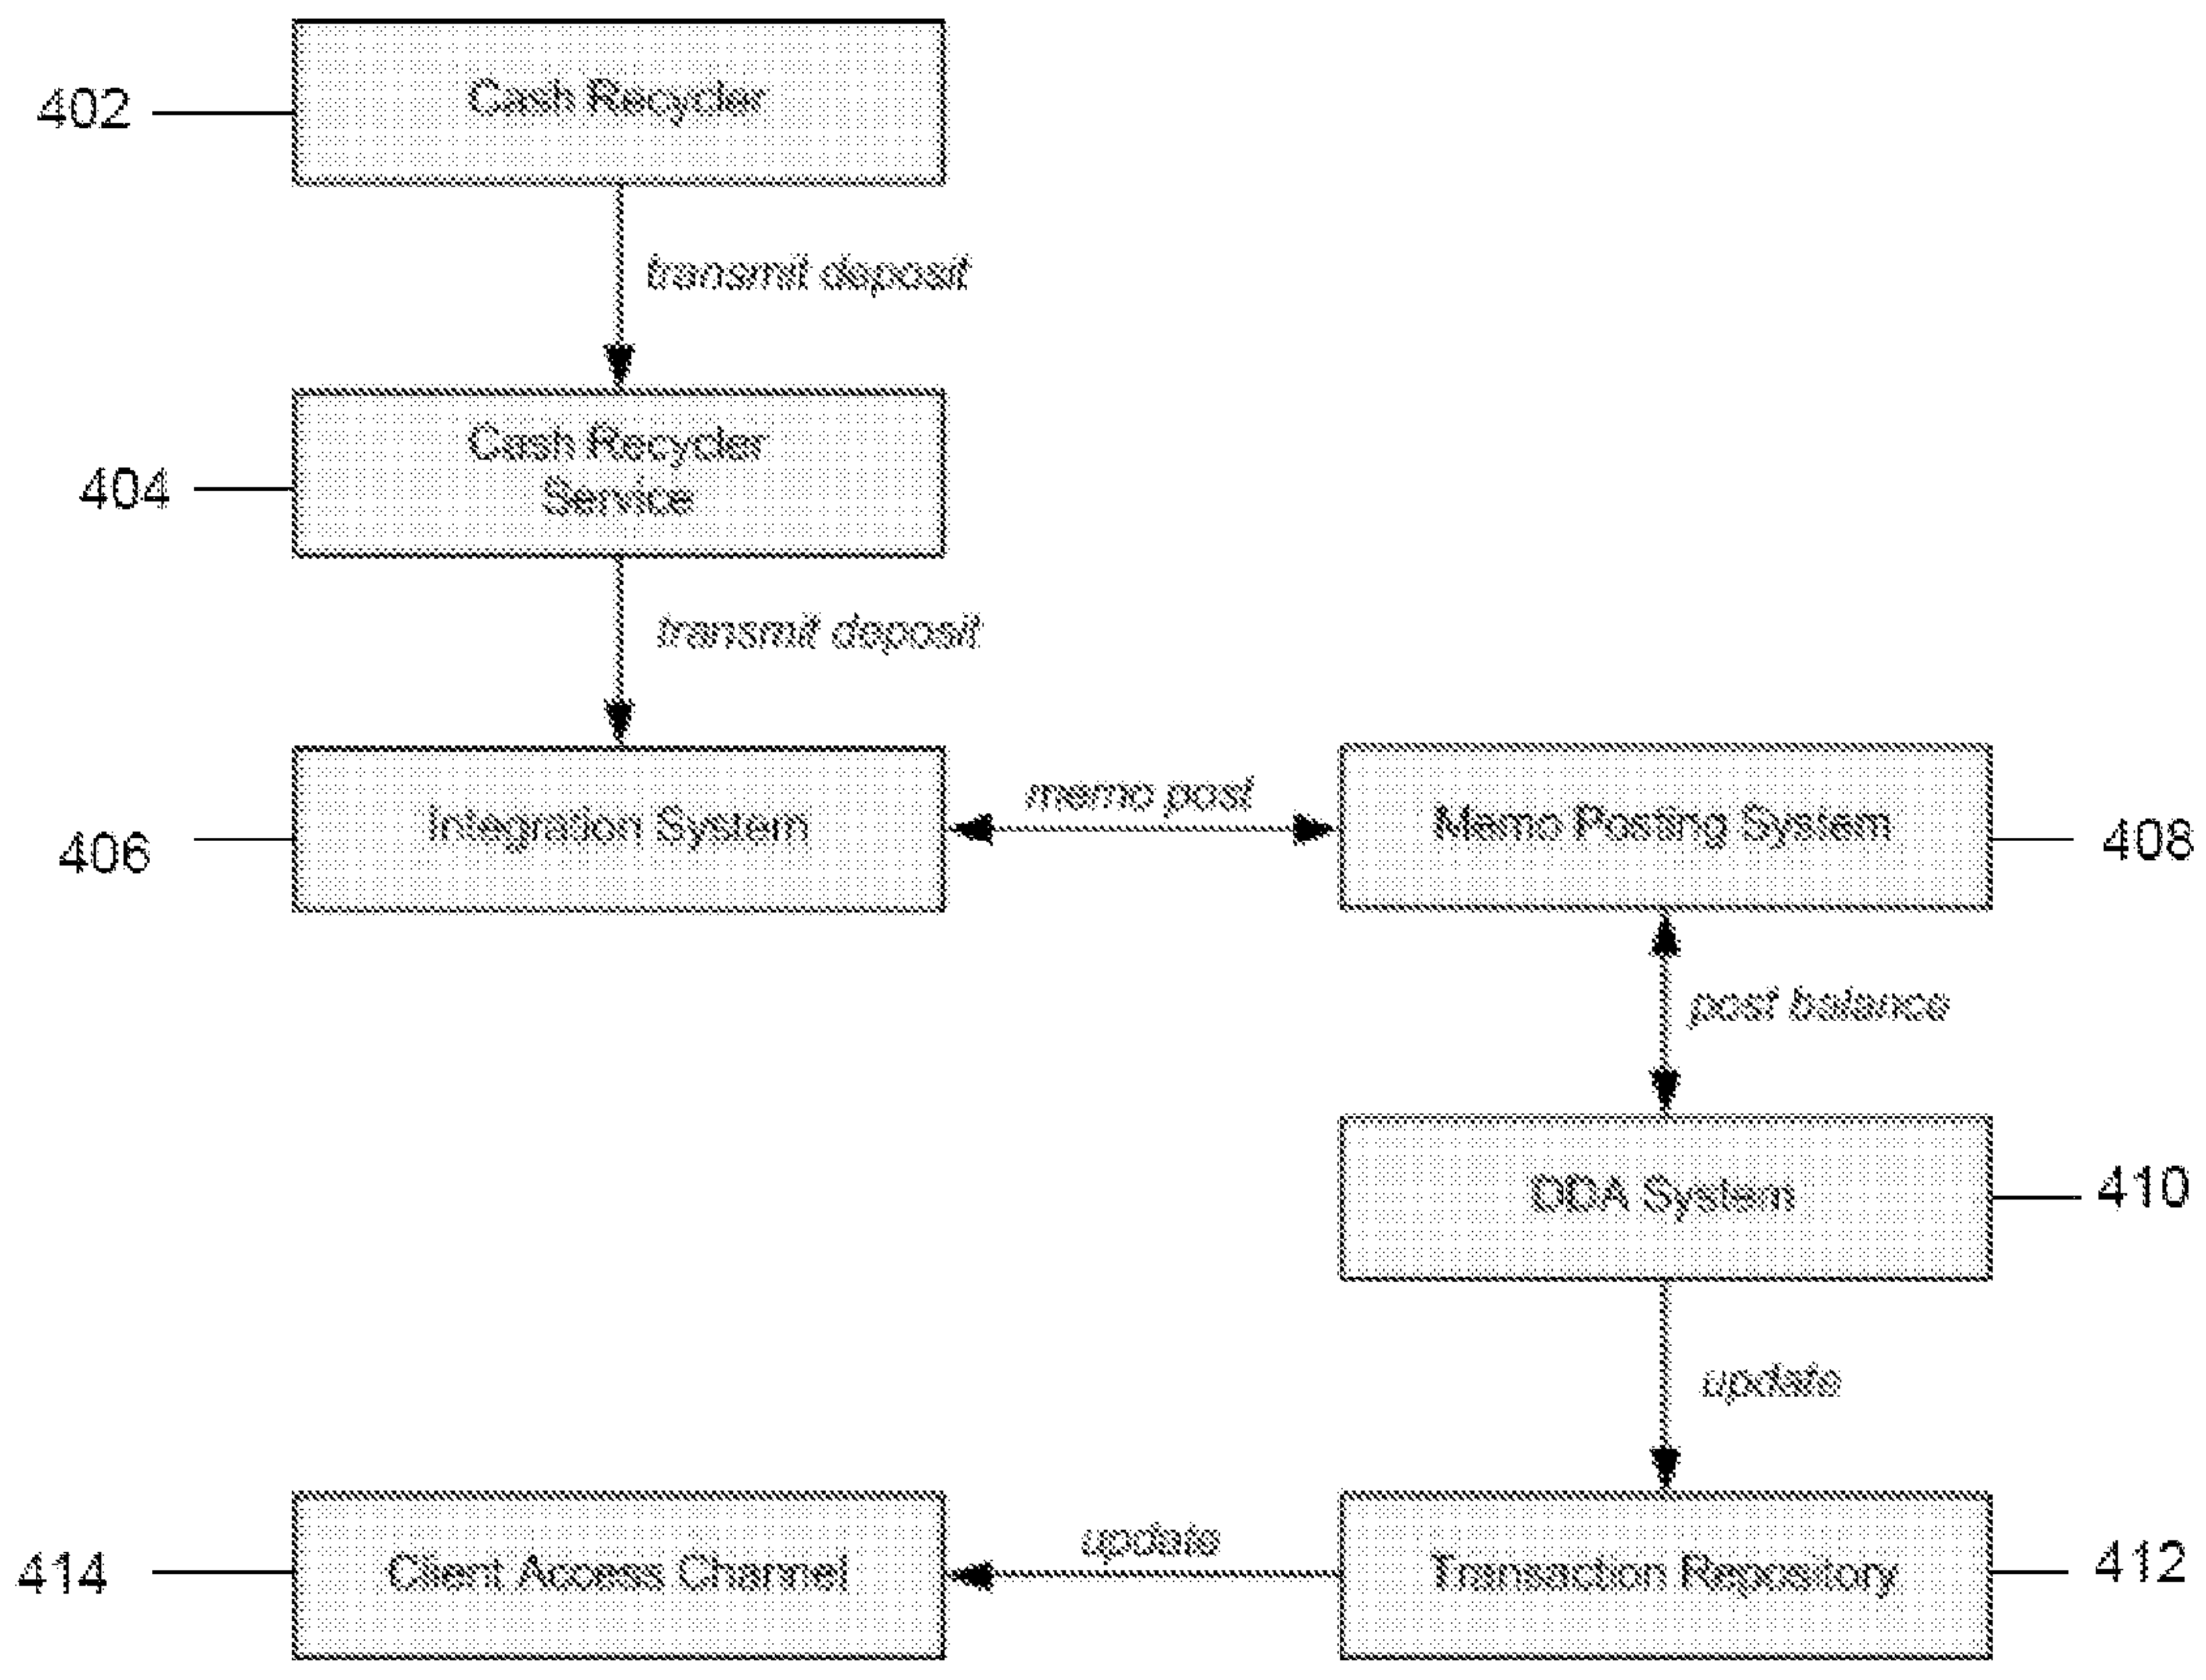 402
Cash Recycler
transmit deposit
404
Cash Recycler
Service
transmit deposit
406
Integration System
memo post
Memo Posting System
408
post balance
DDA System
410
update
414
Client Access Channel
update
Transaction Repository
412